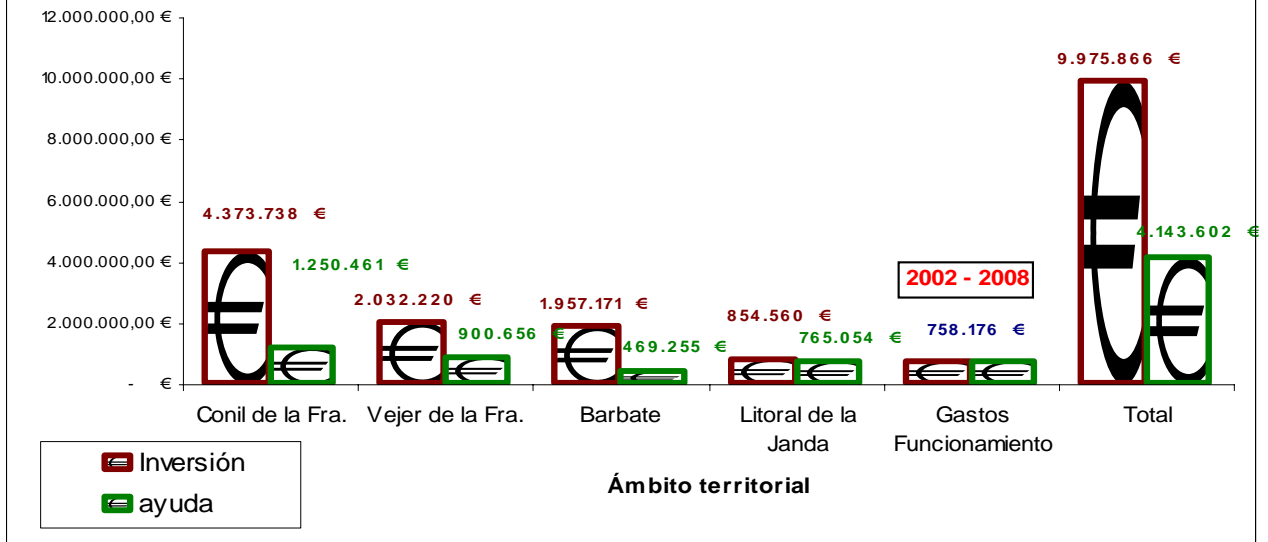 12.000.000,00 €
10.000.000,00 €
8.000.000,00 €
6.000.000,00 €
4.000.000,00 €
2.000.000,00 €
- €
9.975.866 €
4.143.602 €
4.373.738 €
1.250.461 €
2.032.220 €
900.656 €
1.957.171 €
469.255 €
854.560 €
765.054 €
2002 - 2008
758.176 €
Conil de la Fra.
Vejer de la Fra.
Barbate
Litoral de la
Janda
Gastos
Funcionamiento
Total
Ámbito territorial
Inversión
ayuda